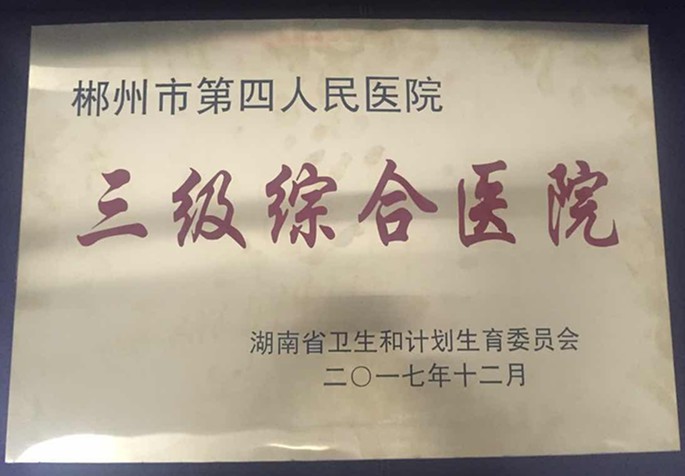 郴州市第四人民医院
三级综合医院
湖南省卫生和计划生育委员会
二〇一七年十二月